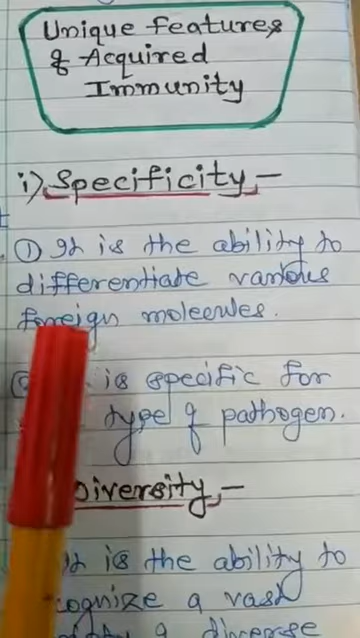 Unique features
of Acquired
Immunity
i) Specificity,-
① It is the ability to
differentiate various
foreign molecules.
is specific for
type of pathogen.
Diversity,-
It is the ability to
cognize a vast
a diverse